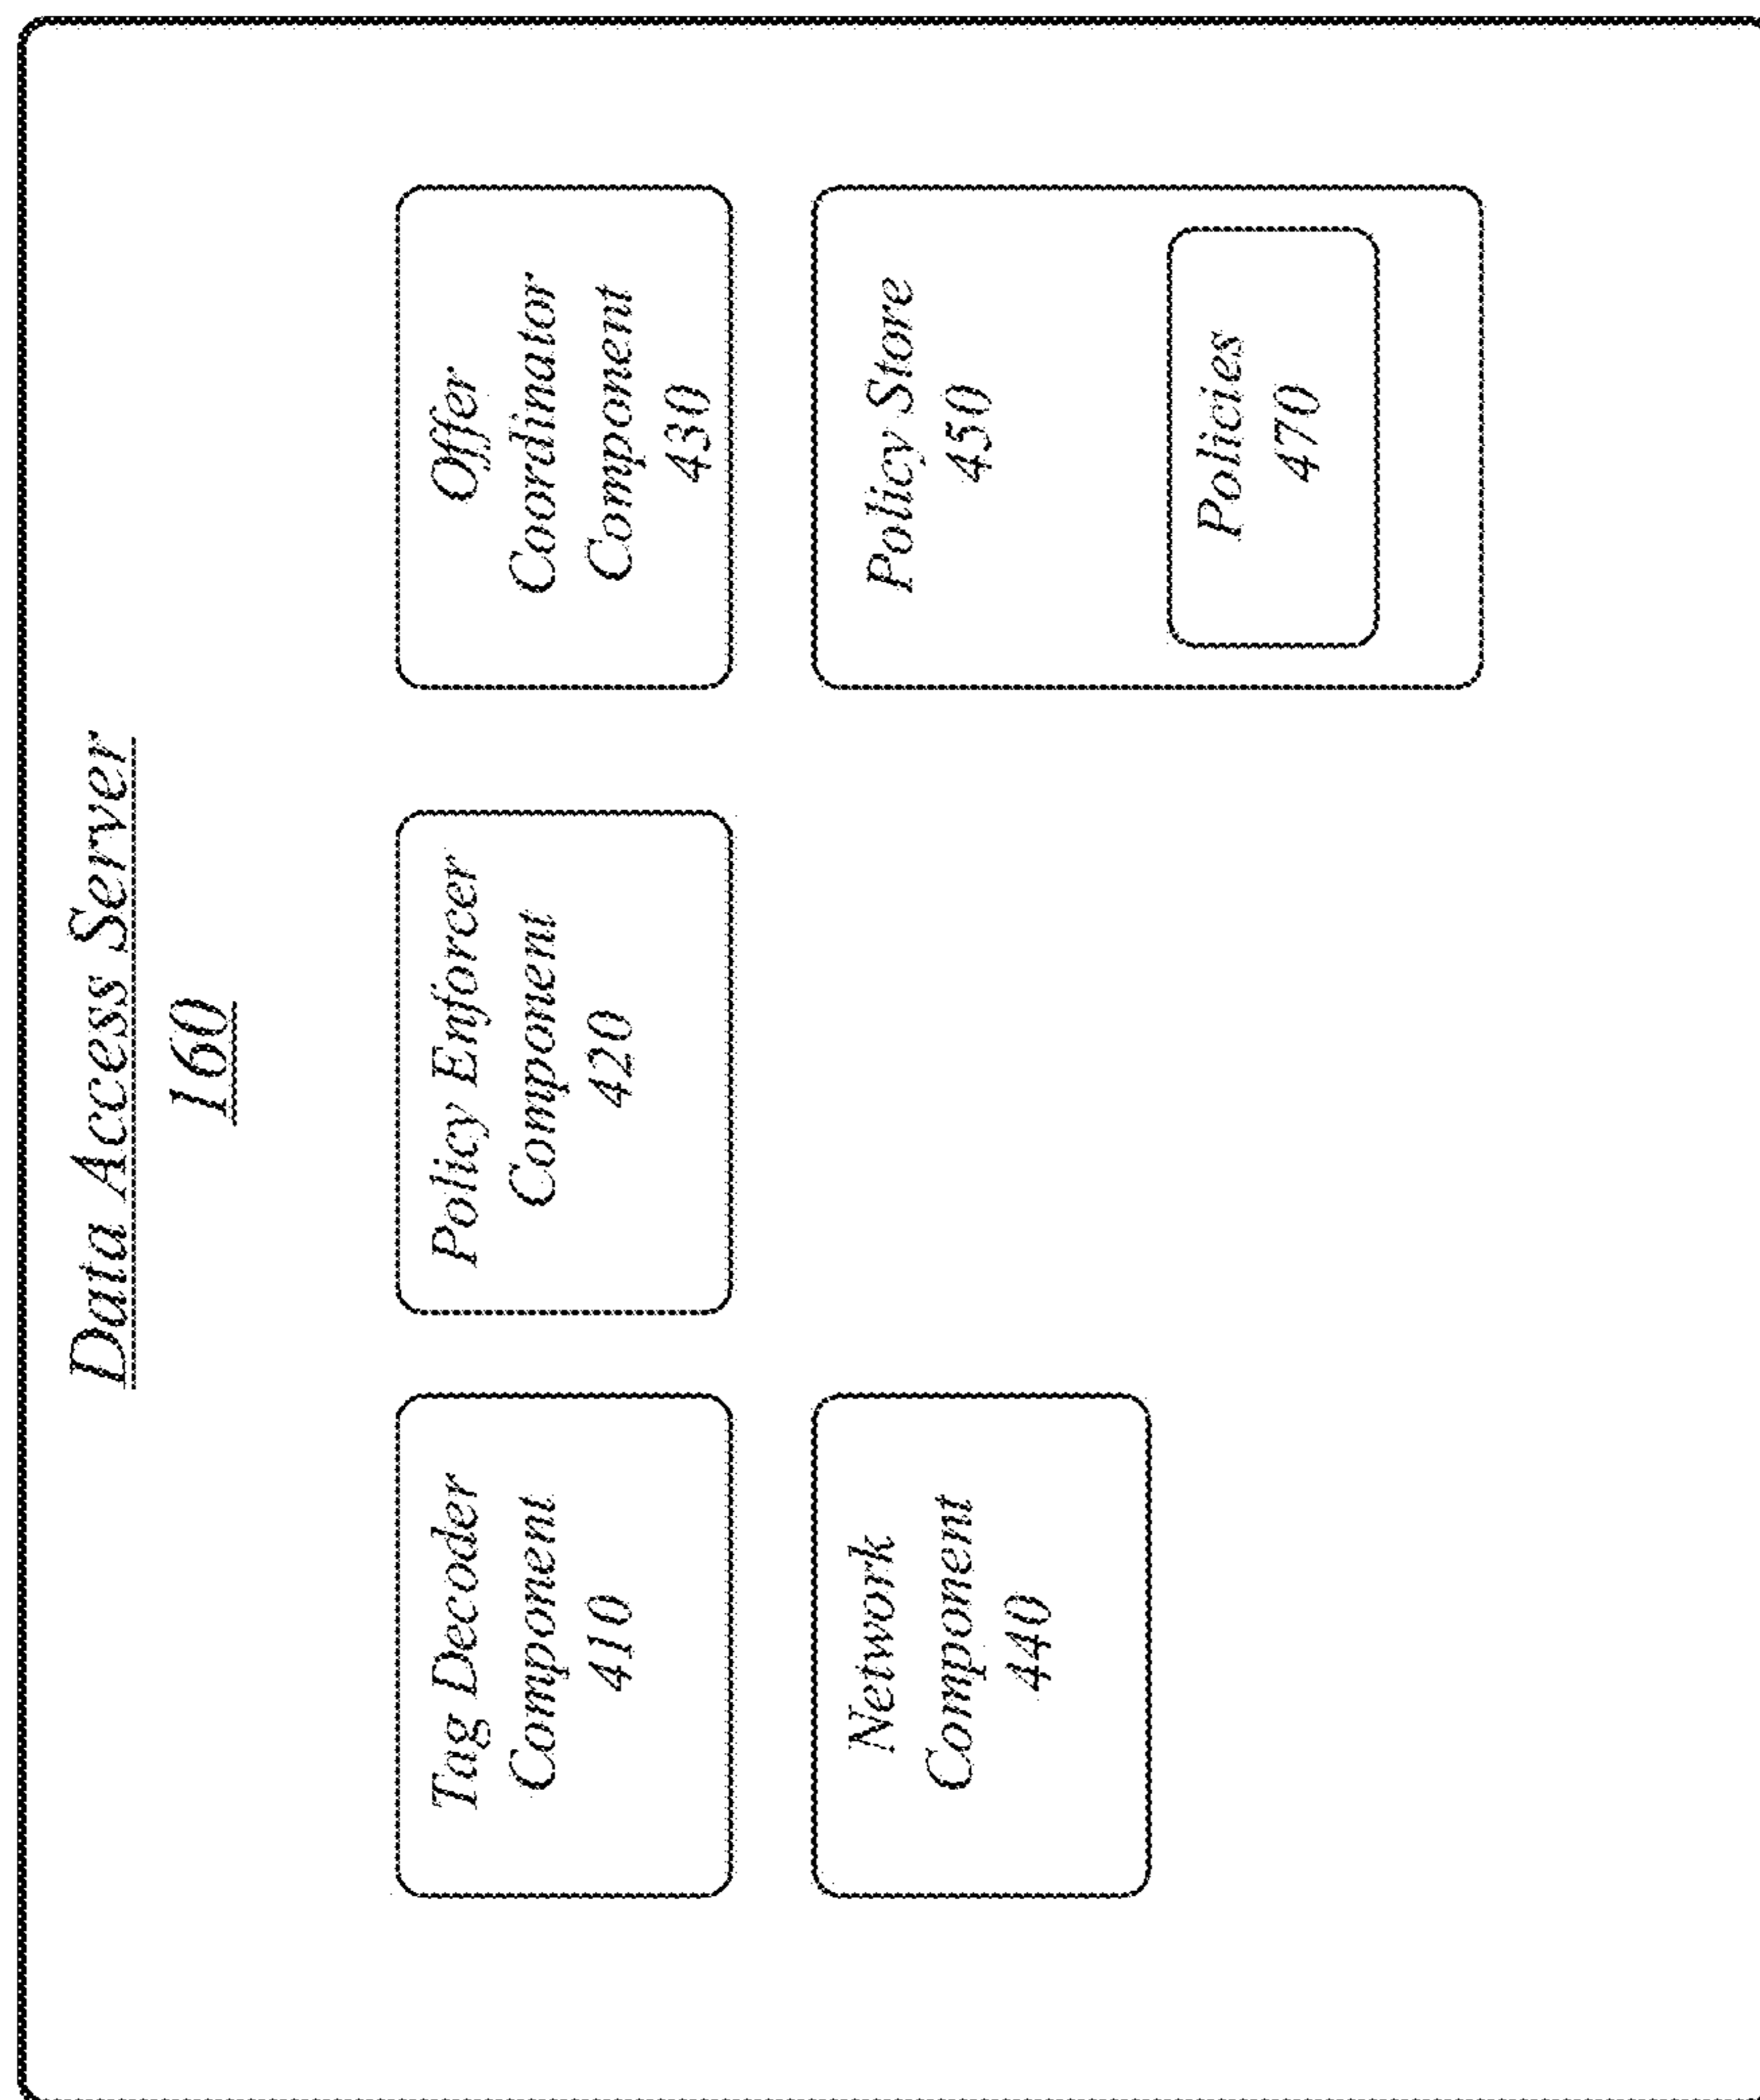 Data Access Server
160
Tag Decoder
Component
410
Policy Enforcer
Component
420
Offer
Coordinator
Component
430
Network
Component
440
Policy Store
450
Policies
470